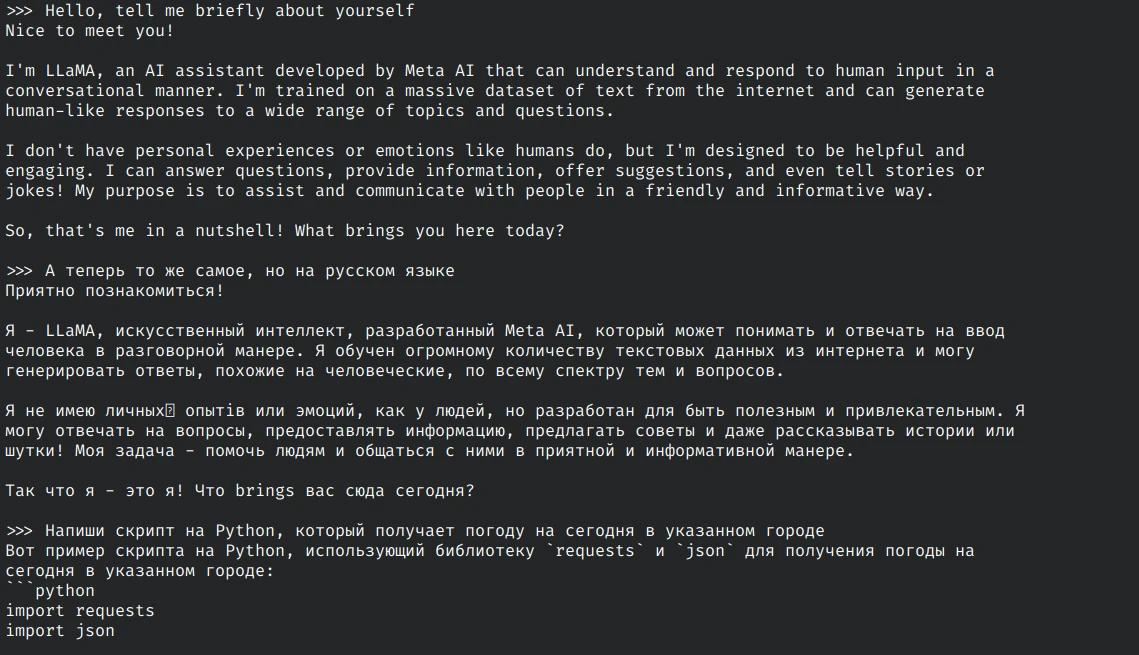 >>> Hello, tell me briefly about yourself
Nice to meet you!
I'm LLaMA, an AI assistant developed by Meta AI that can understand and respond to human input in a
conversational manner. I'm trained on a massive dataset of text from the internet and can generate
human-like responses to a wide range of topics and questions.
I don't have personal experiences or emotions like humans do, but I'm designed to be helpful and
engaging. I can answer questions, provide information, offer suggestions, and even tell stories or
jokes! My purpose is to assist and communicate with people in a friendly and informative way.
So, that's me in a nutshell! What brings you here today?
>>> А теперь то же самое, но на русском языке
Приятно познакомиться!
Я - LLaMA, искусственный интеллект, разработанный Meta AI, который может понимать и отвечать на ввод
человека в разговорной манере. Я обучен огромному количеству текстовых данных из интернета и могу
генерировать ответы, похожие на человеческие, по всему спектру тем и вопросов.
Я не имею личных опытів или эмоций, как у людей, но разработан для быть полезным и привлекательным. Я
могу отвечать на вопросы, предоставлять информацию, предлагать советы и даже рассказывать истории или
шутки! Моя задача - помочь людям и общаться с ними в приятной и информативной манере.
Так что я - это я! Что brings вас сюда сегодня?
>>> Напиши скрипт на Python, который получает погоду на сегодня в указанном городе
Вот пример скрипта на Python, использующий библиотеку `requests` и `json` для получения погоды на
сегодня в указанном городе:
```python
import requests
import json